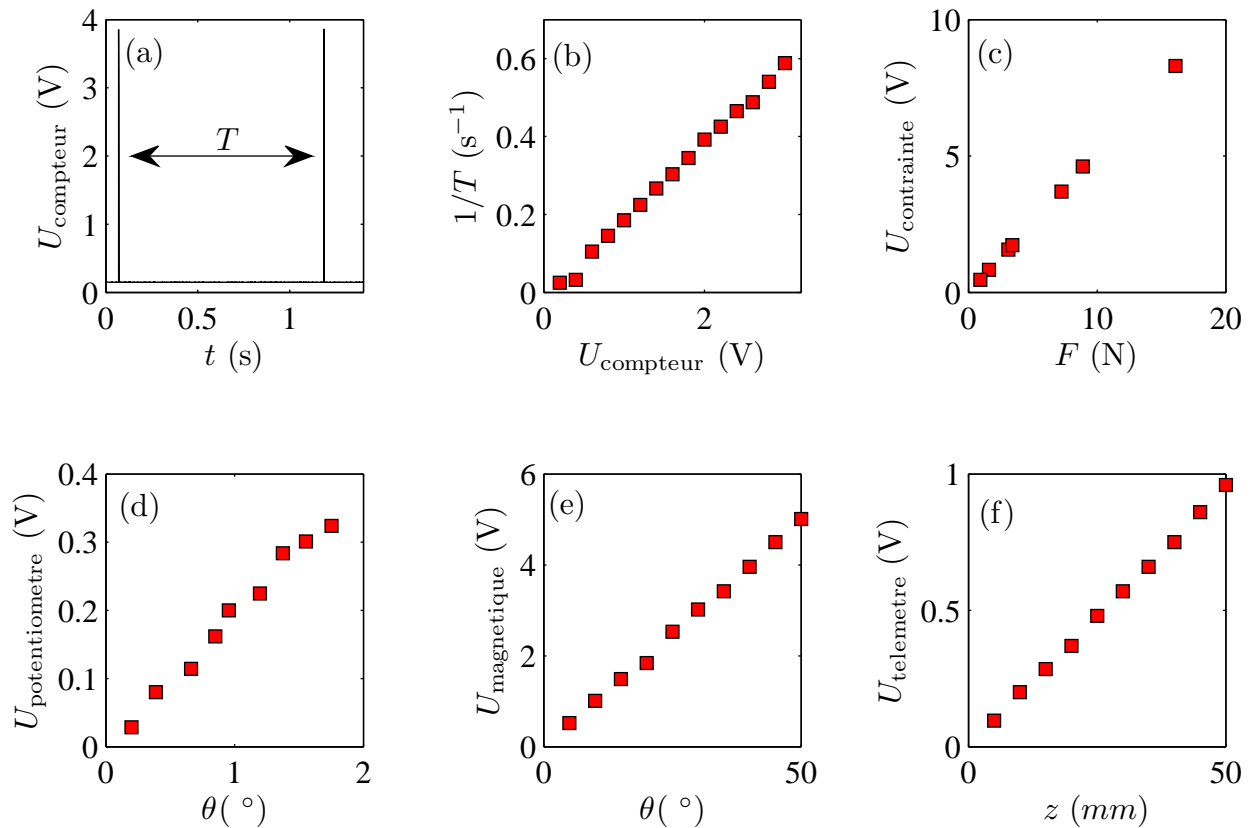 (a)
U_compteur (V)
4
3
2
1
0
T
0 0.5 1
t (s)
(b)
1/T (s⁻¹)
0.6
0.4
0.2
0
0 2
U_compteur (V)
(c)
U_contrainte (V)
10
5
0
0 10 20
F (N)
(d)
U_potentiometre (V)
0.4
0.3
0.2
0.1
0
0 1 2
θ( °)
(e)
U_magnetique (V)
6
4
2
0
0 50
θ( °)
(f)
U_telemetre (V)
1
0.5
0
0 50
z (mm)